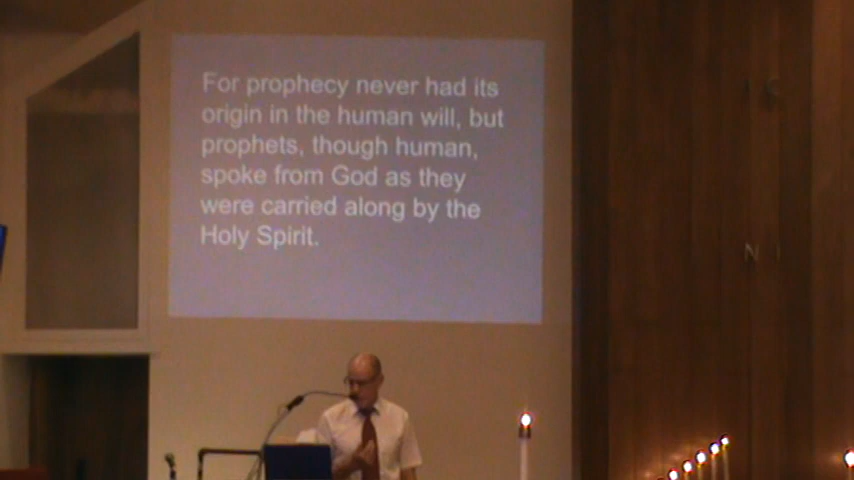 For prophecy never had its
origin in the human will, but
prophets, though human,
spoke from God as they
were carried along by the
Holy Spirit.